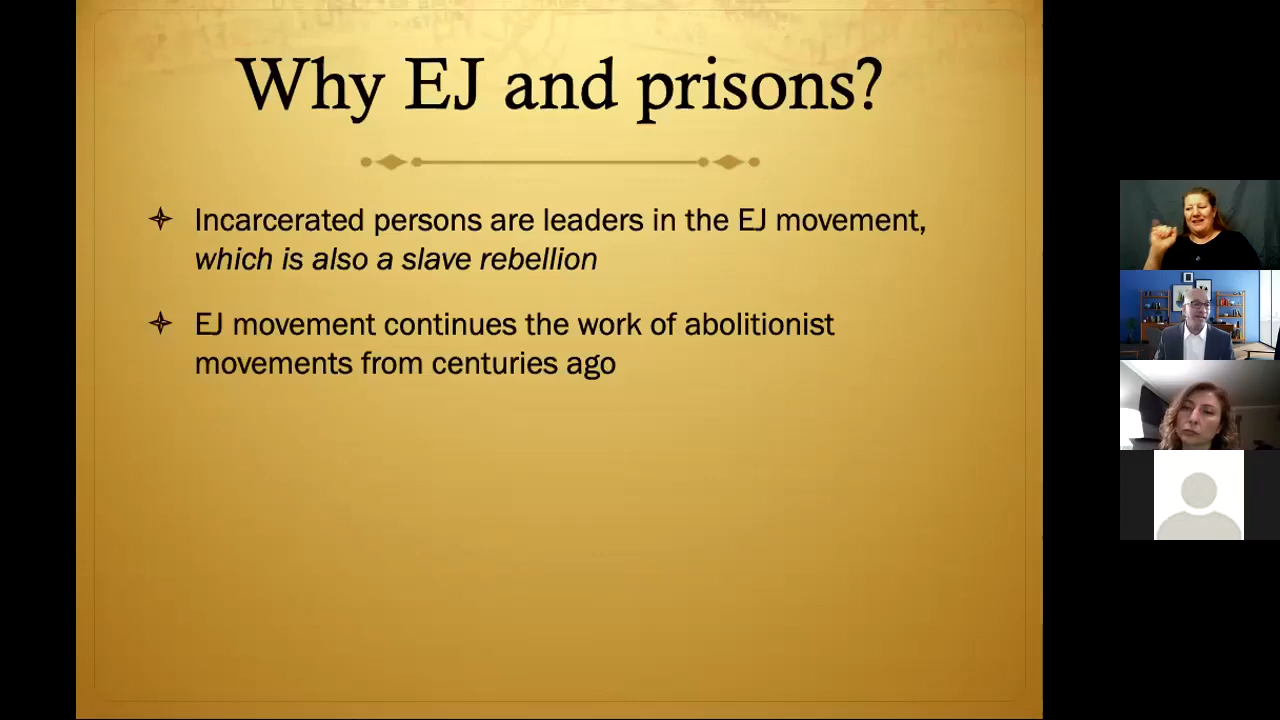 Why EJ and prisons?
Incarcerated persons are leaders in the EJ movement,
which is also a slave rebellion
EJ movement continues the work of abolitionist
movements from centuries ago